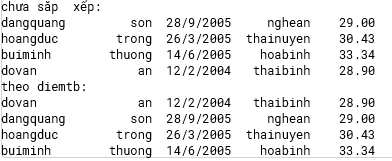 chưa sắp xếp:
dangquang son 28/9/2005 nghean 29.00
hoangduc trong 26/3/2005 thainuyen 30.43
buiminh thuong 14/6/2005 hoabinh 33.34
dovan an 12/2/2004 thaibinh 28.90
theo diemtb:
dovan an 12/2/2004 thaibinh 28.90
dangquang son 28/9/2005 nghean 29.00
hoangduc trong 26/3/2005 thainuyen 30.43
buiminh thuong 14/6/2005 hoabinh 33.34